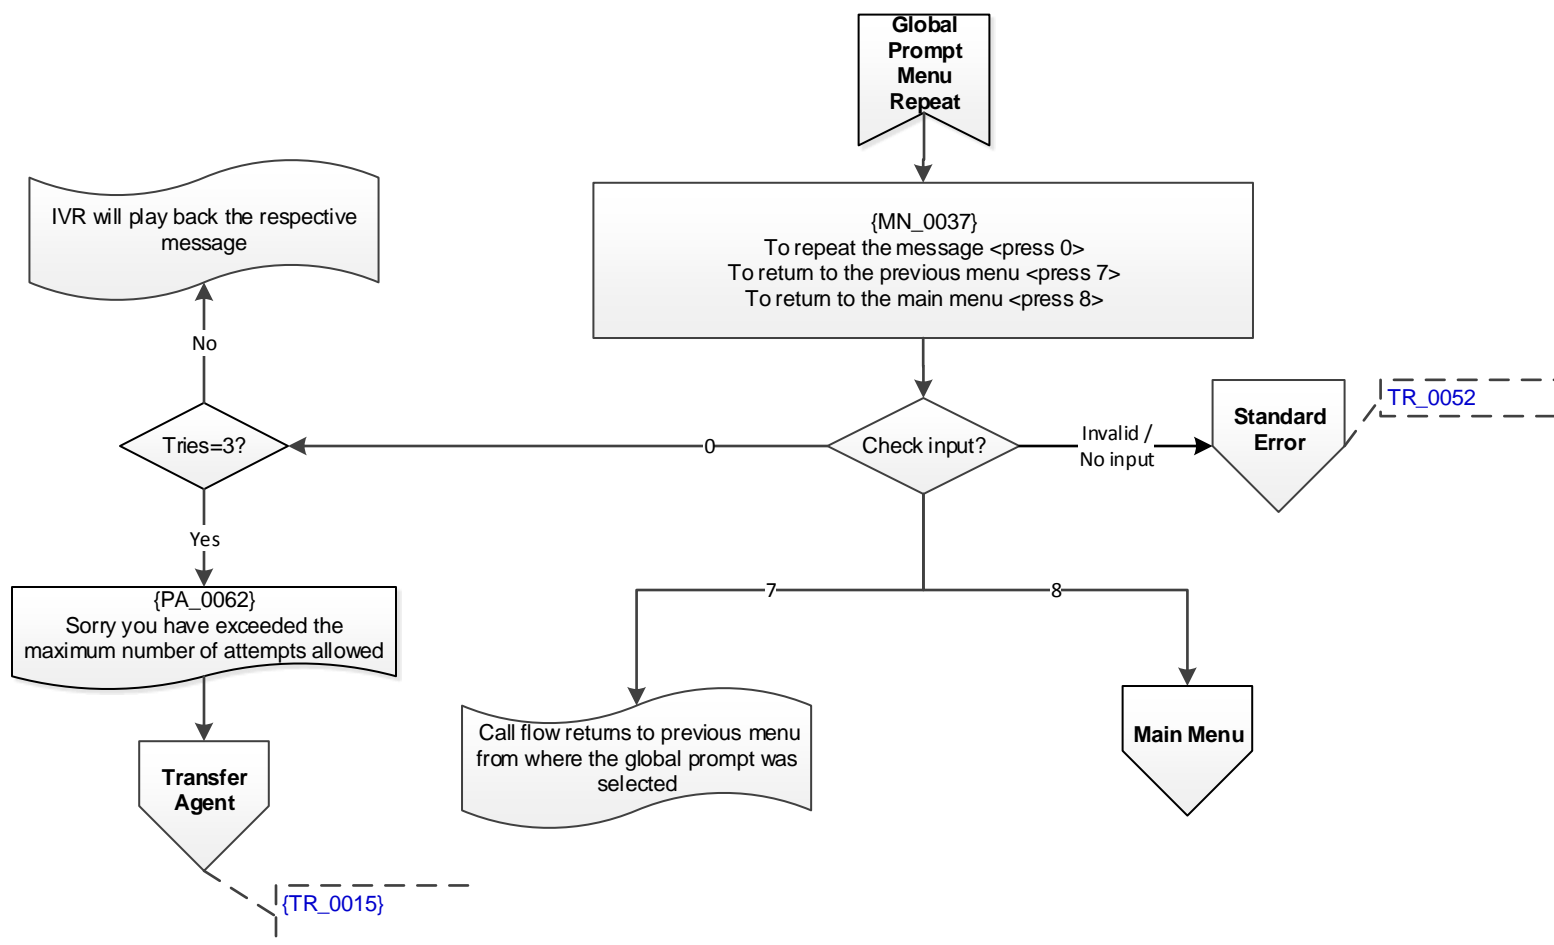 Global
Prompt
Menu
Repeat
{MN_0037}
To repeat the message <press 0>
To return to the previous menu <press 7>
To return to the main menu <press 8>
IVR will play back the respective
message
No
Tries=3?
0
Check input?
Invalid /
No input
Standard
Error
TR_0052
Yes
{PA_0062}
Sorry you have exceeded the
maximum number of attempts allowed
7
8
Call flow returns to previous menu
from where the global prompt was
selected
Main Menu
Transfer
Agent
{TR_0015}